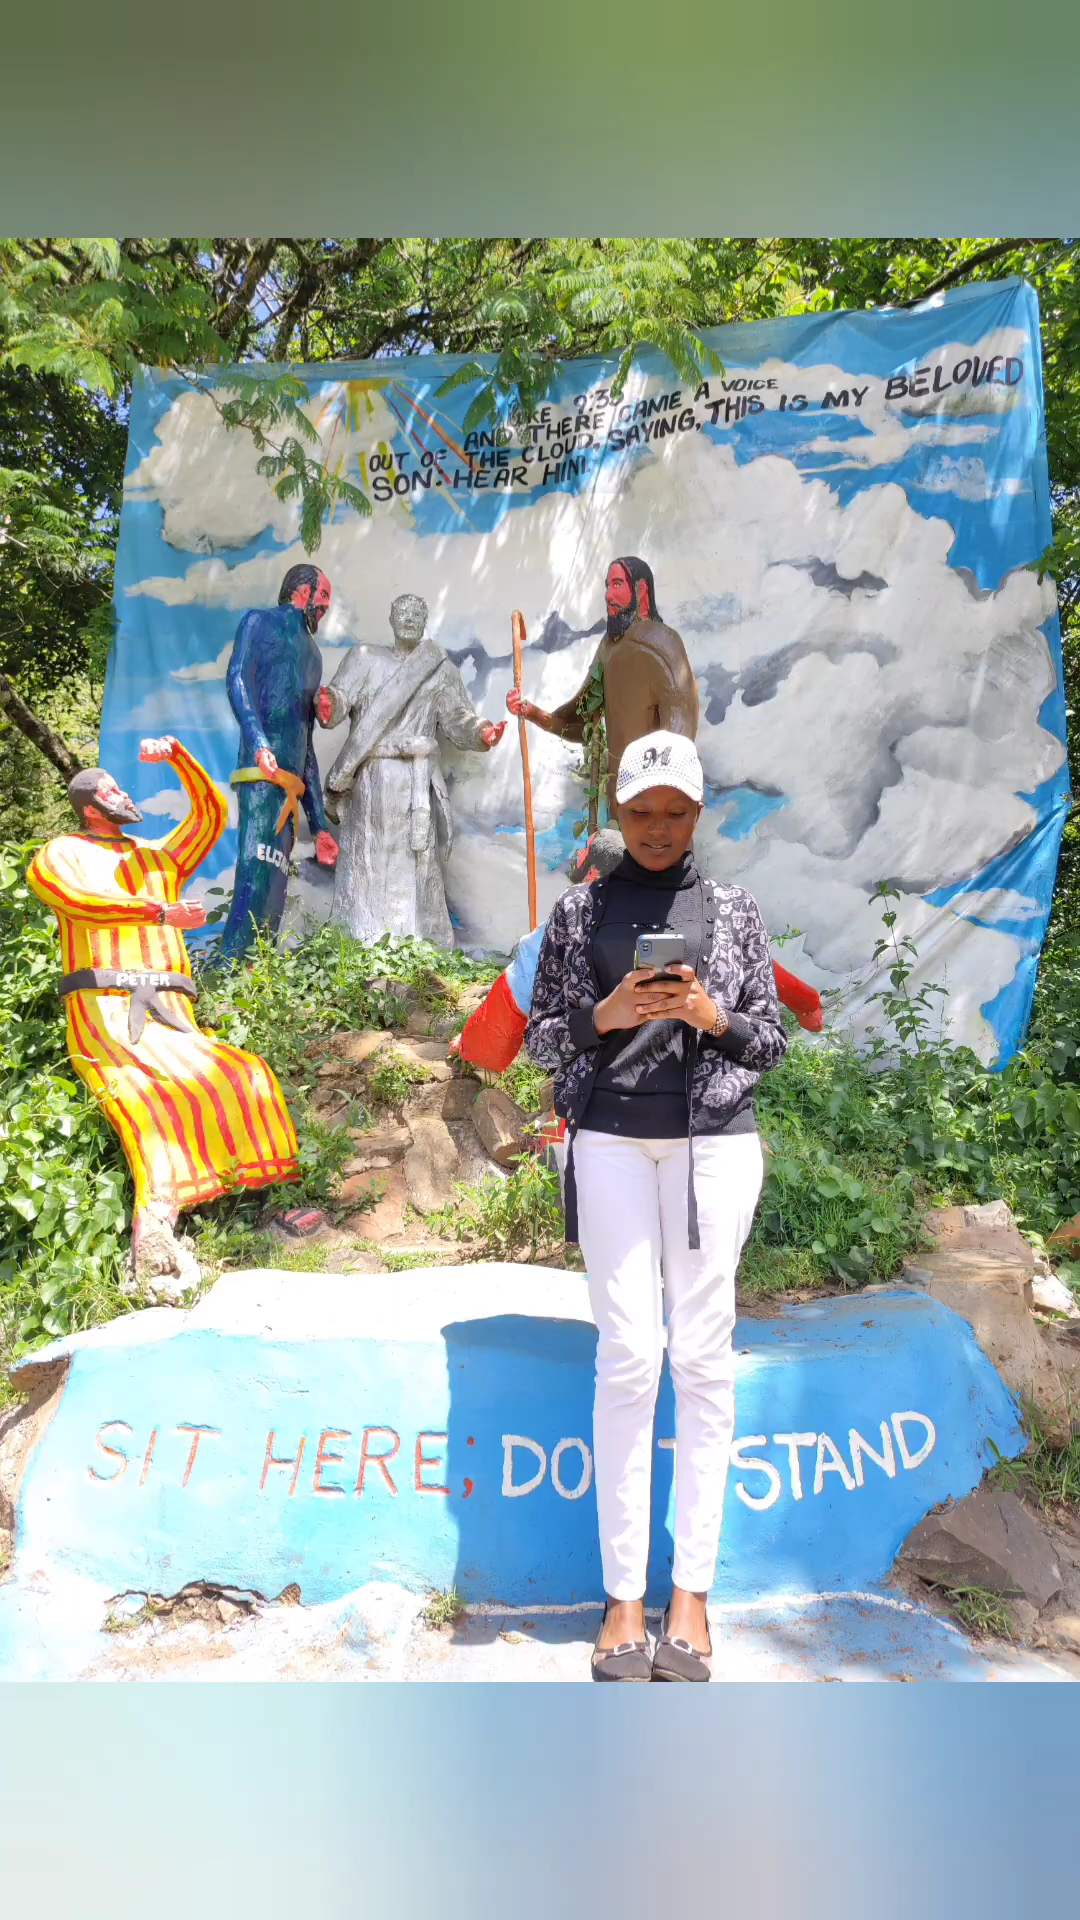 9:35
AND THERE CAME A VOICE
OUT OF THE CLOUD, SAYING, THIS IS MY BELOVED
SON: HEAR HIM.
PETER
SIT HERE; DO STAND